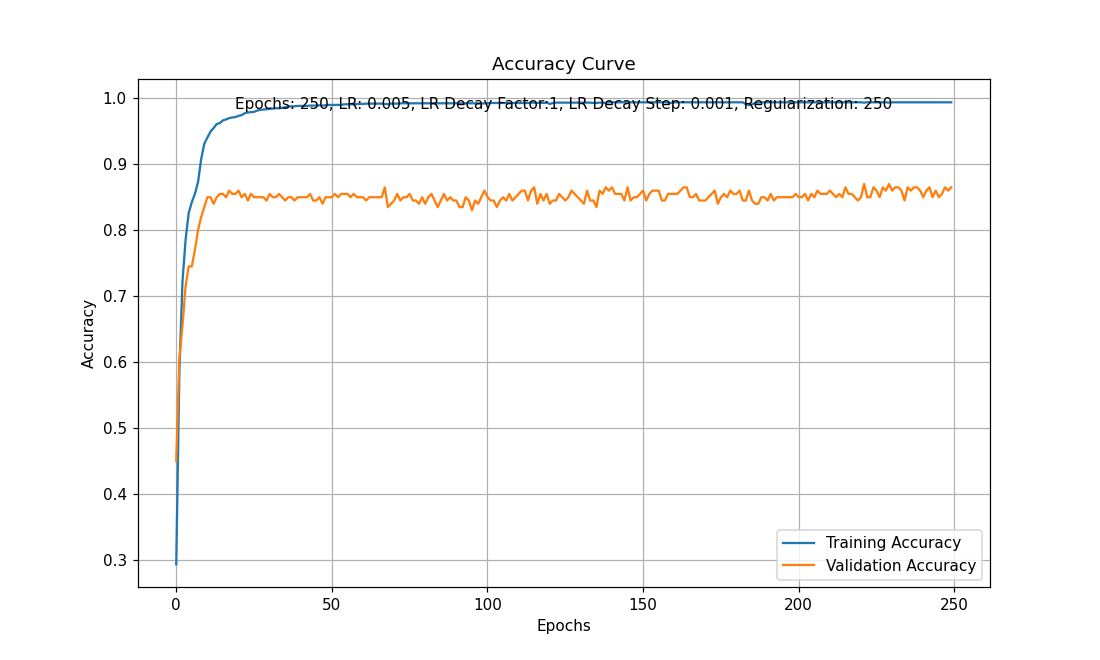 Accuracy Curve
Epochs: 250, LR: 0.005, LR Decay Factor:1, LR Decay Step: 0.001, Regularization: 250
1.0
0.9
0.8
0.7
0.6
0.5
0.4
0.3
Accuracy
Training Accuracy
Validation Accuracy
0 50 100 150 200 250
Epochs